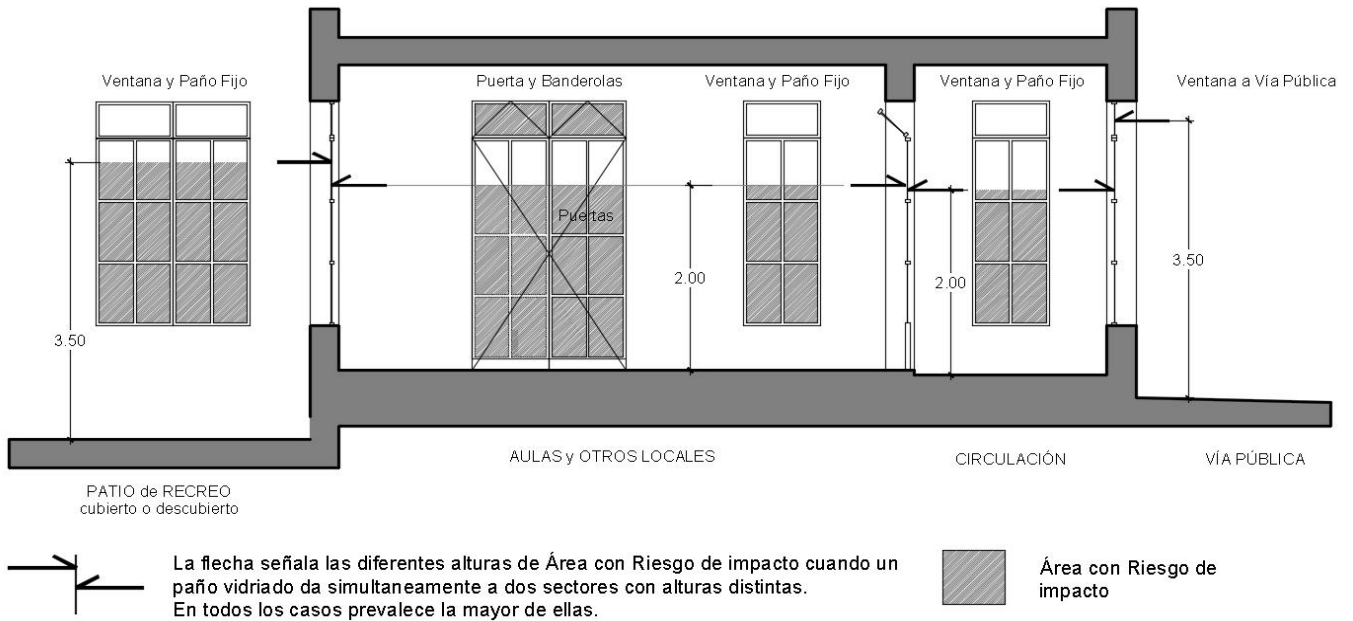 Ventana y Paño Fijo
Puerta y Banderolas
Ventana y Paño Fijo
Ventana y Paño Fijo
Ventana a Vía Pública
Puertas
3.50
2.00
2.00
3.50
AULAS y OTROS LOCALES
CIRCULACIÓN
VÍA PÚBLICA
PATIO de RECREO
cubierto o descubierto
La flecha señala las diferentes alturas de Área con Riesgo de impacto cuando un
paño vidriado da simultaneamente a dos sectores con alturas distintas.
En todos los casos prevalece la mayor de ellas.
Área con Riesgo de
impacto